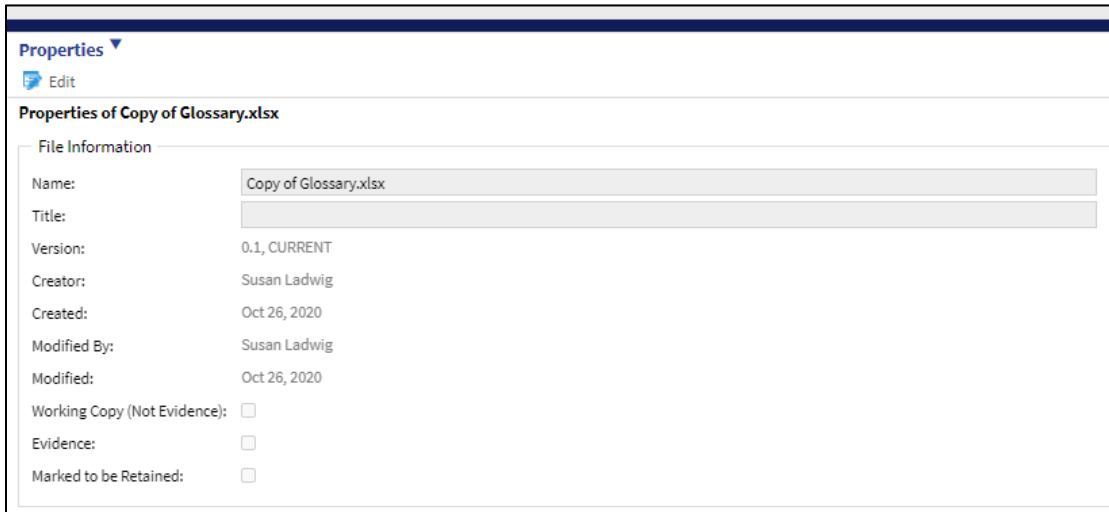 Properties
Edit
Properties of Copy of Glossary.xlsx
File Information
Name: Copy of Glossary.xlsx
Title:
Version: 0.1, CURRENT
Creator: Susan Ladwig
Created: Oct 26, 2020
Modified By: Susan Ladwig
Modified: Oct 26, 2020
Working Copy (Not Evidence):
Evidence:
Marked to be Retained: